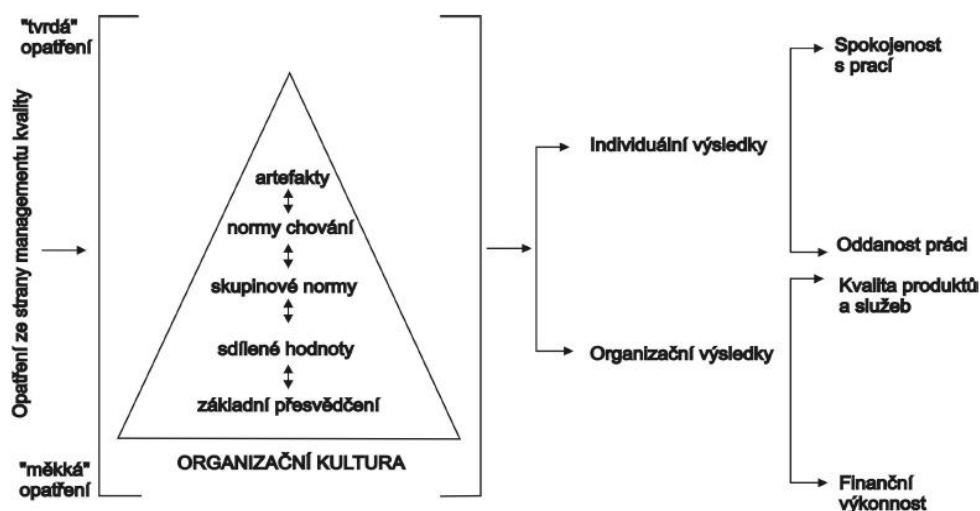 "tvrdá"
opatření
Opatření ze strany managementu kvality
"měkká"
opatření
artefakty
normy chování
skupinové normy
sdílené hodnoty
základní přesvědčení
ORGANIZAČNÍ KULTURA
Individuální výsledky
Organizační výsledky
Spokojenost
s prací
Oddanost práci
Kvalita produktů
a služeb
Finanční
výkonnost